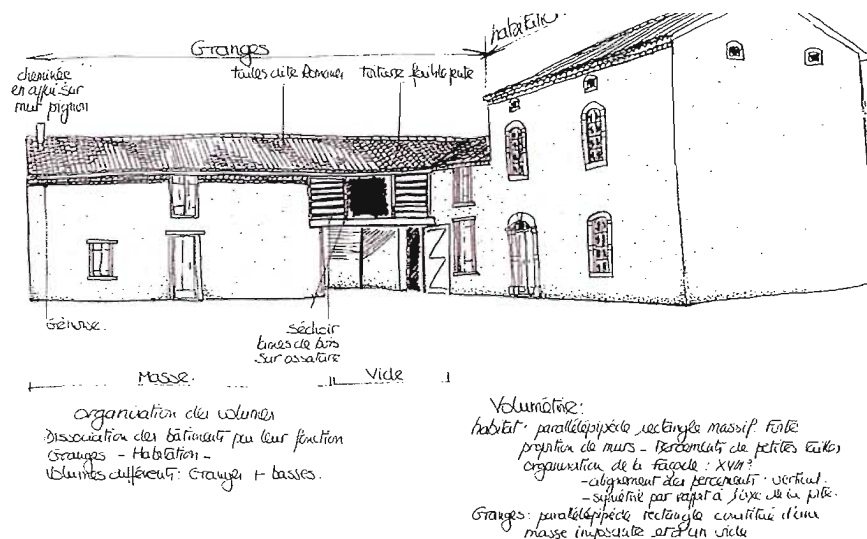 Granges
habitation
cheminée
en appui sur
mur pignon
tuiles dite Romanes
toiture faible pente
Génoise.
Séchoir
lames de bois
sur ossature
Masse.
Vide
organisation des volumes
Dissociation des bâtiments par leur fonction
Granges - Habitation -
Volumes différents : Granges + basses.
Volumétrie:
habitat · parallélépipède rectangle massif Forte
proportion de murs - Percements de petites tailles
organisation de la façade : XVIII?
- alignement des percements · vertical.
- symétrie par rapport à l'axe de la
Granges : parallélépipède rectangle constitué d'une
masse imposante et d'un vide